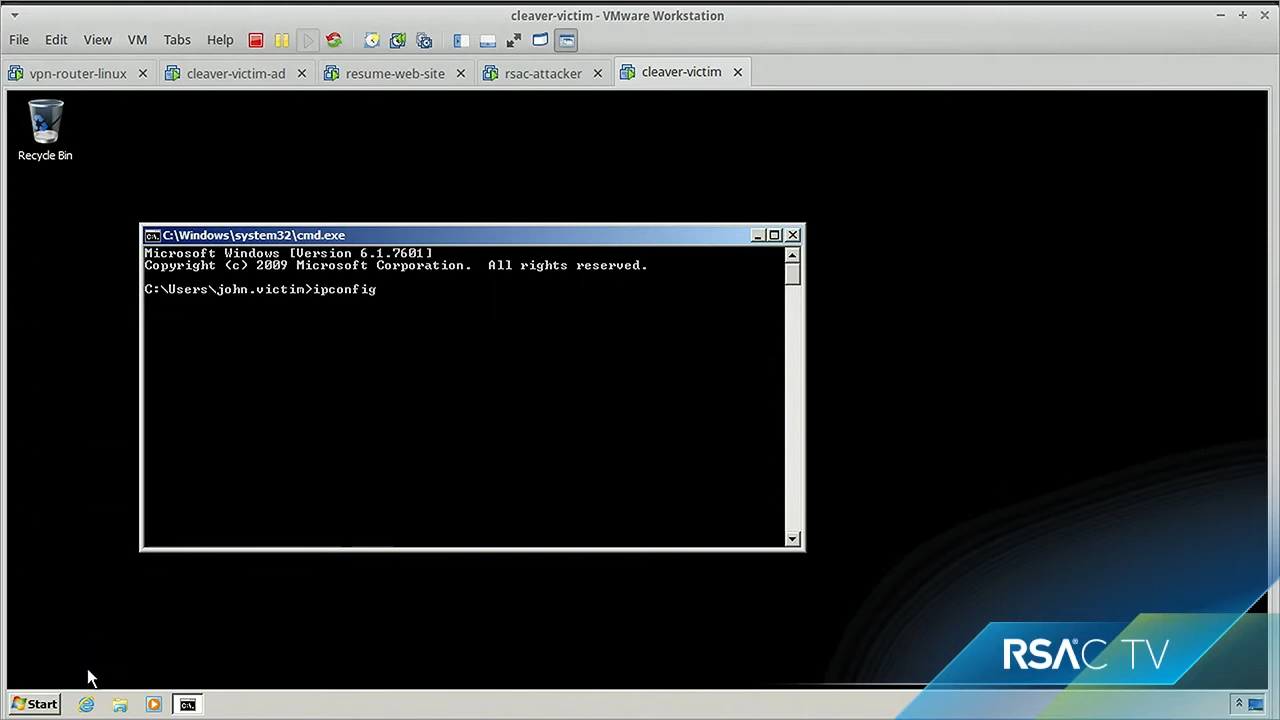 cleaver-victim - VMware Workstation
File Edit View VM Tabs Help
vpn-router-linux cleaver-victim-ad resume-web-site rsac-attacker cleaver-victim
Recycle Bin
C:\Windows\system32\cmd.exe
Microsoft Windows [Version 6.1.7601]
Copyright (c) 2009 Microsoft Corporation. All rights reserved.
C:\Users\john.victim>ipconfig
RSAC TV
Start